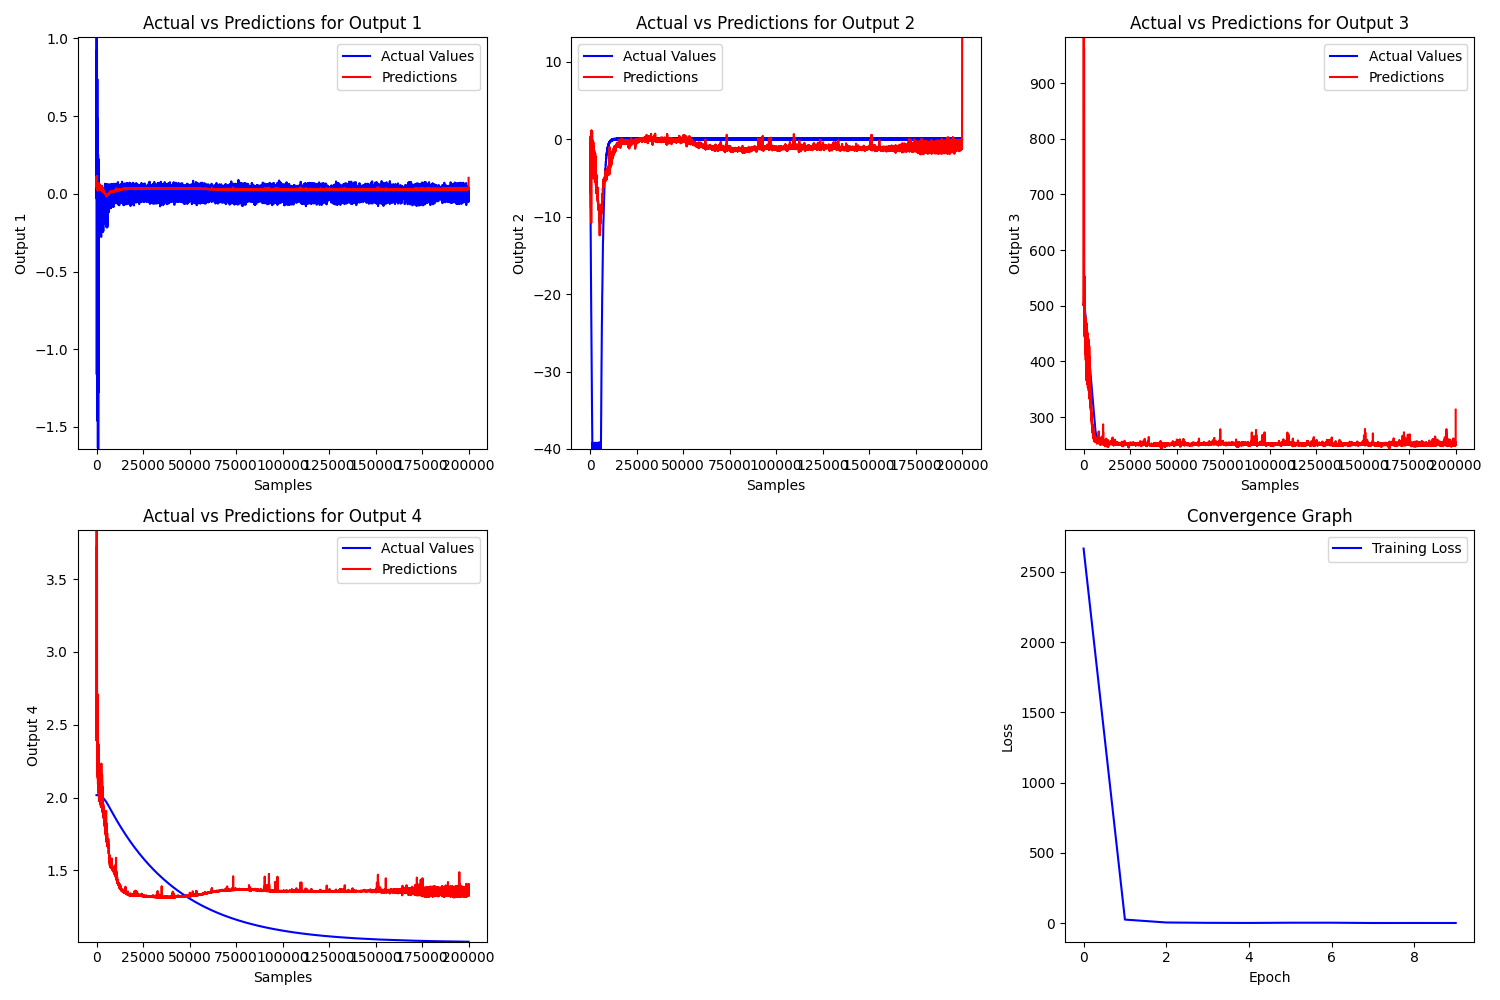 Actual vs Predictions for Output 1
1.0
0.5
0.0
−0.5
−1.0
−1.5
Output 1
Actual Values
Predictions
0 25000 50000 75000 100000 125000 150000 175000 200000
Samples
Actual vs Predictions for Output 2
10
0
−10
−20
−30
−40
Output 2
Actual Values
Predictions
0 25000 50000 75000 100000 125000 150000 175000 200000
Samples
Actual vs Predictions for Output 3
900
800
700
600
500
400
300
Output 3
Actual Values
Predictions
0 25000 50000 75000 100000 125000 150000 175000 200000
Samples
Actual vs Predictions for Output 4
3.5
3.0
2.5
2.0
1.5
Output 4
Actual Values
Predictions
0 25000 50000 75000 100000 125000 150000 175000 200000
Samples
Convergence Graph
2500
2000
1500
1000
500
0
Loss
Training Loss
0 2 4 6 8
Epoch